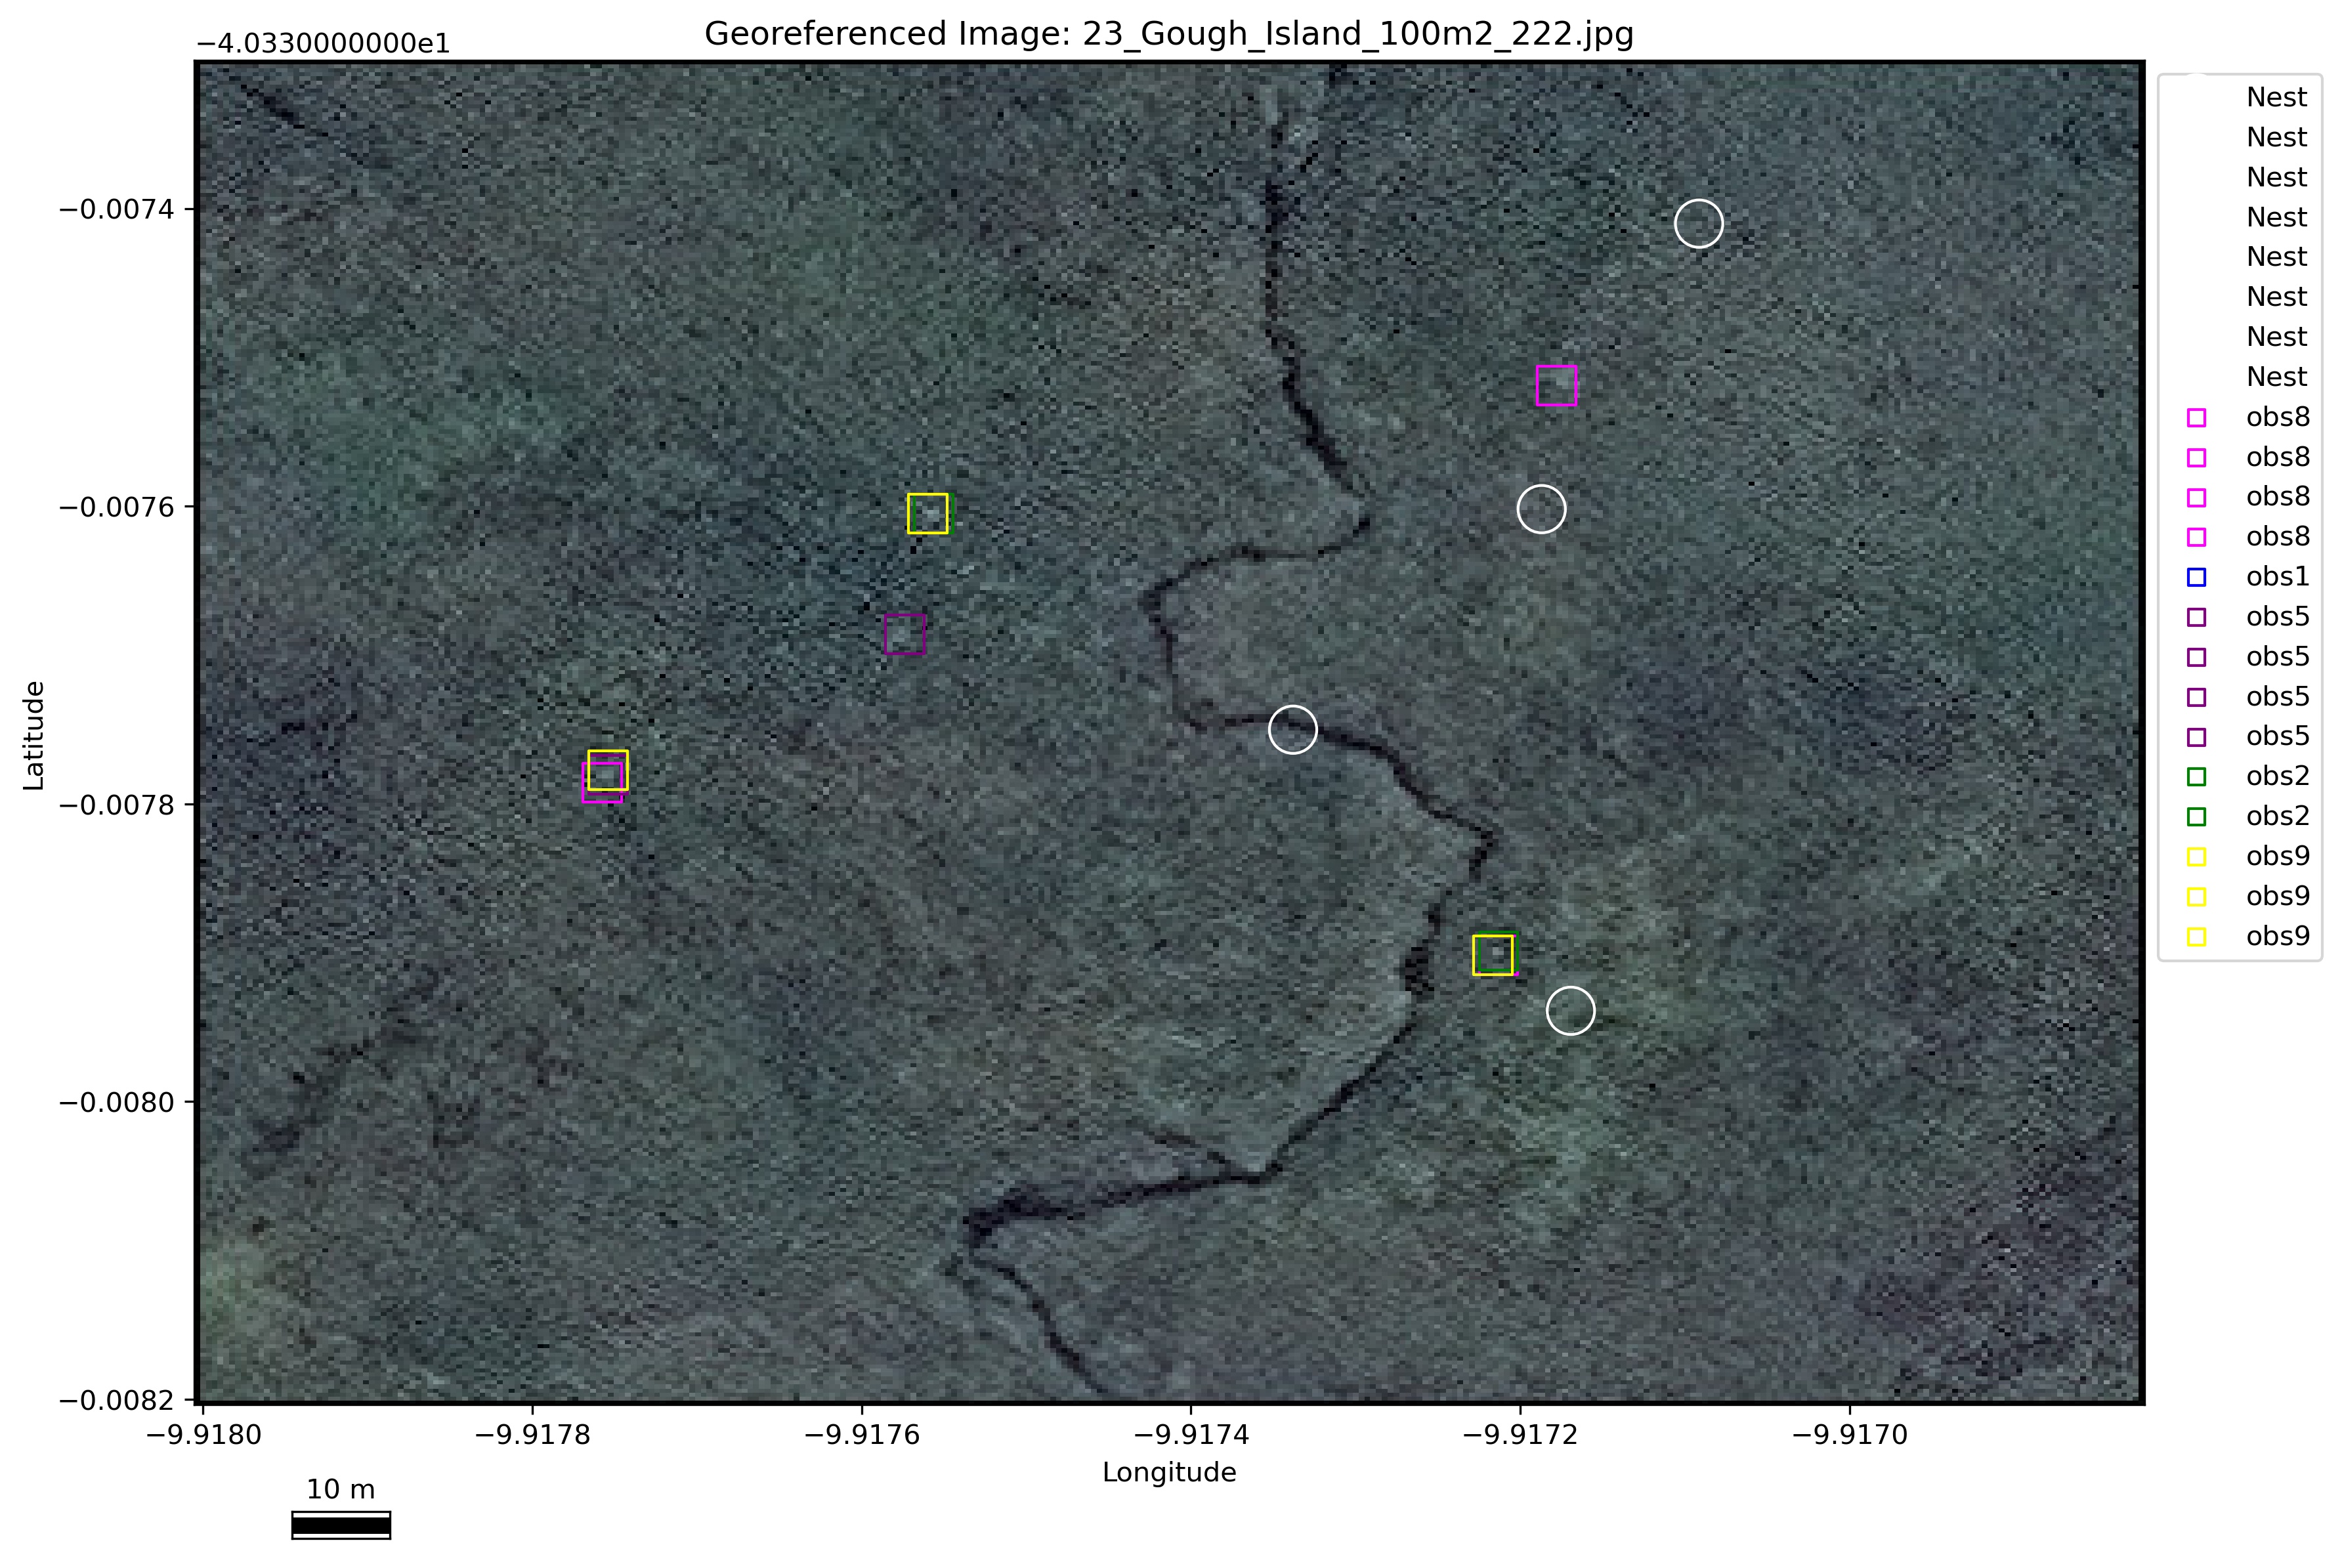 Georeferenced Image: 23_Gough_Island_100m2_222.jpg
−4.0330000000e1
−0.0074
−0.0076
−0.0078
−0.0080
−0.0082
Latitude
−9.9180
−9.9178
−9.9176
−9.9174
−9.9172
−9.9170
Longitude
10 m
Nest
Nest
Nest
Nest
Nest
Nest
Nest
Nest
obs8
obs8
obs8
obs8
obs1
obs5
obs5
obs5
obs5
obs2
obs2
obs9
obs9
obs9